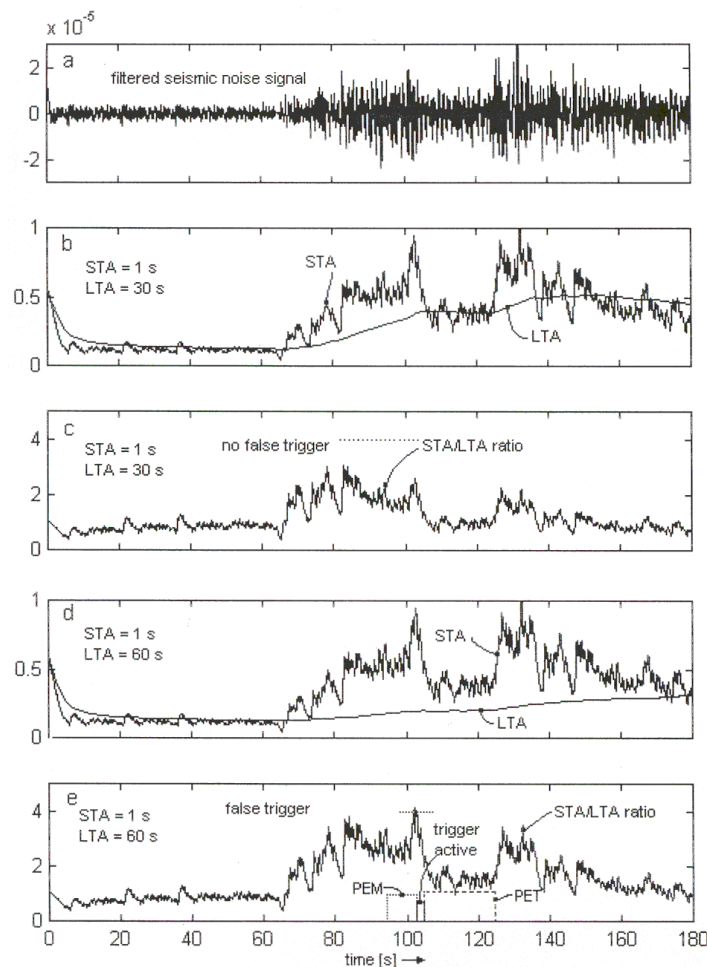 x 10^-5
2
a
filtered seismic noise signal
0
-2
1
b
STA = 1 s
LTA = 30 s
STA
0.5
LTA
0
4
c
STA = 1 s
LTA = 30 s
no false trigger
STA/LTA ratio
2
0
1
d
STA = 1 s
LTA = 60 s
STA
0.5
LTA
0
4
e
STA = 1 s
LTA = 60 s
false trigger
STA/LTA ratio
trigger
active
2
PEM
PET
0
0 20 40 60 80 100 120 140 160 180
time [s]